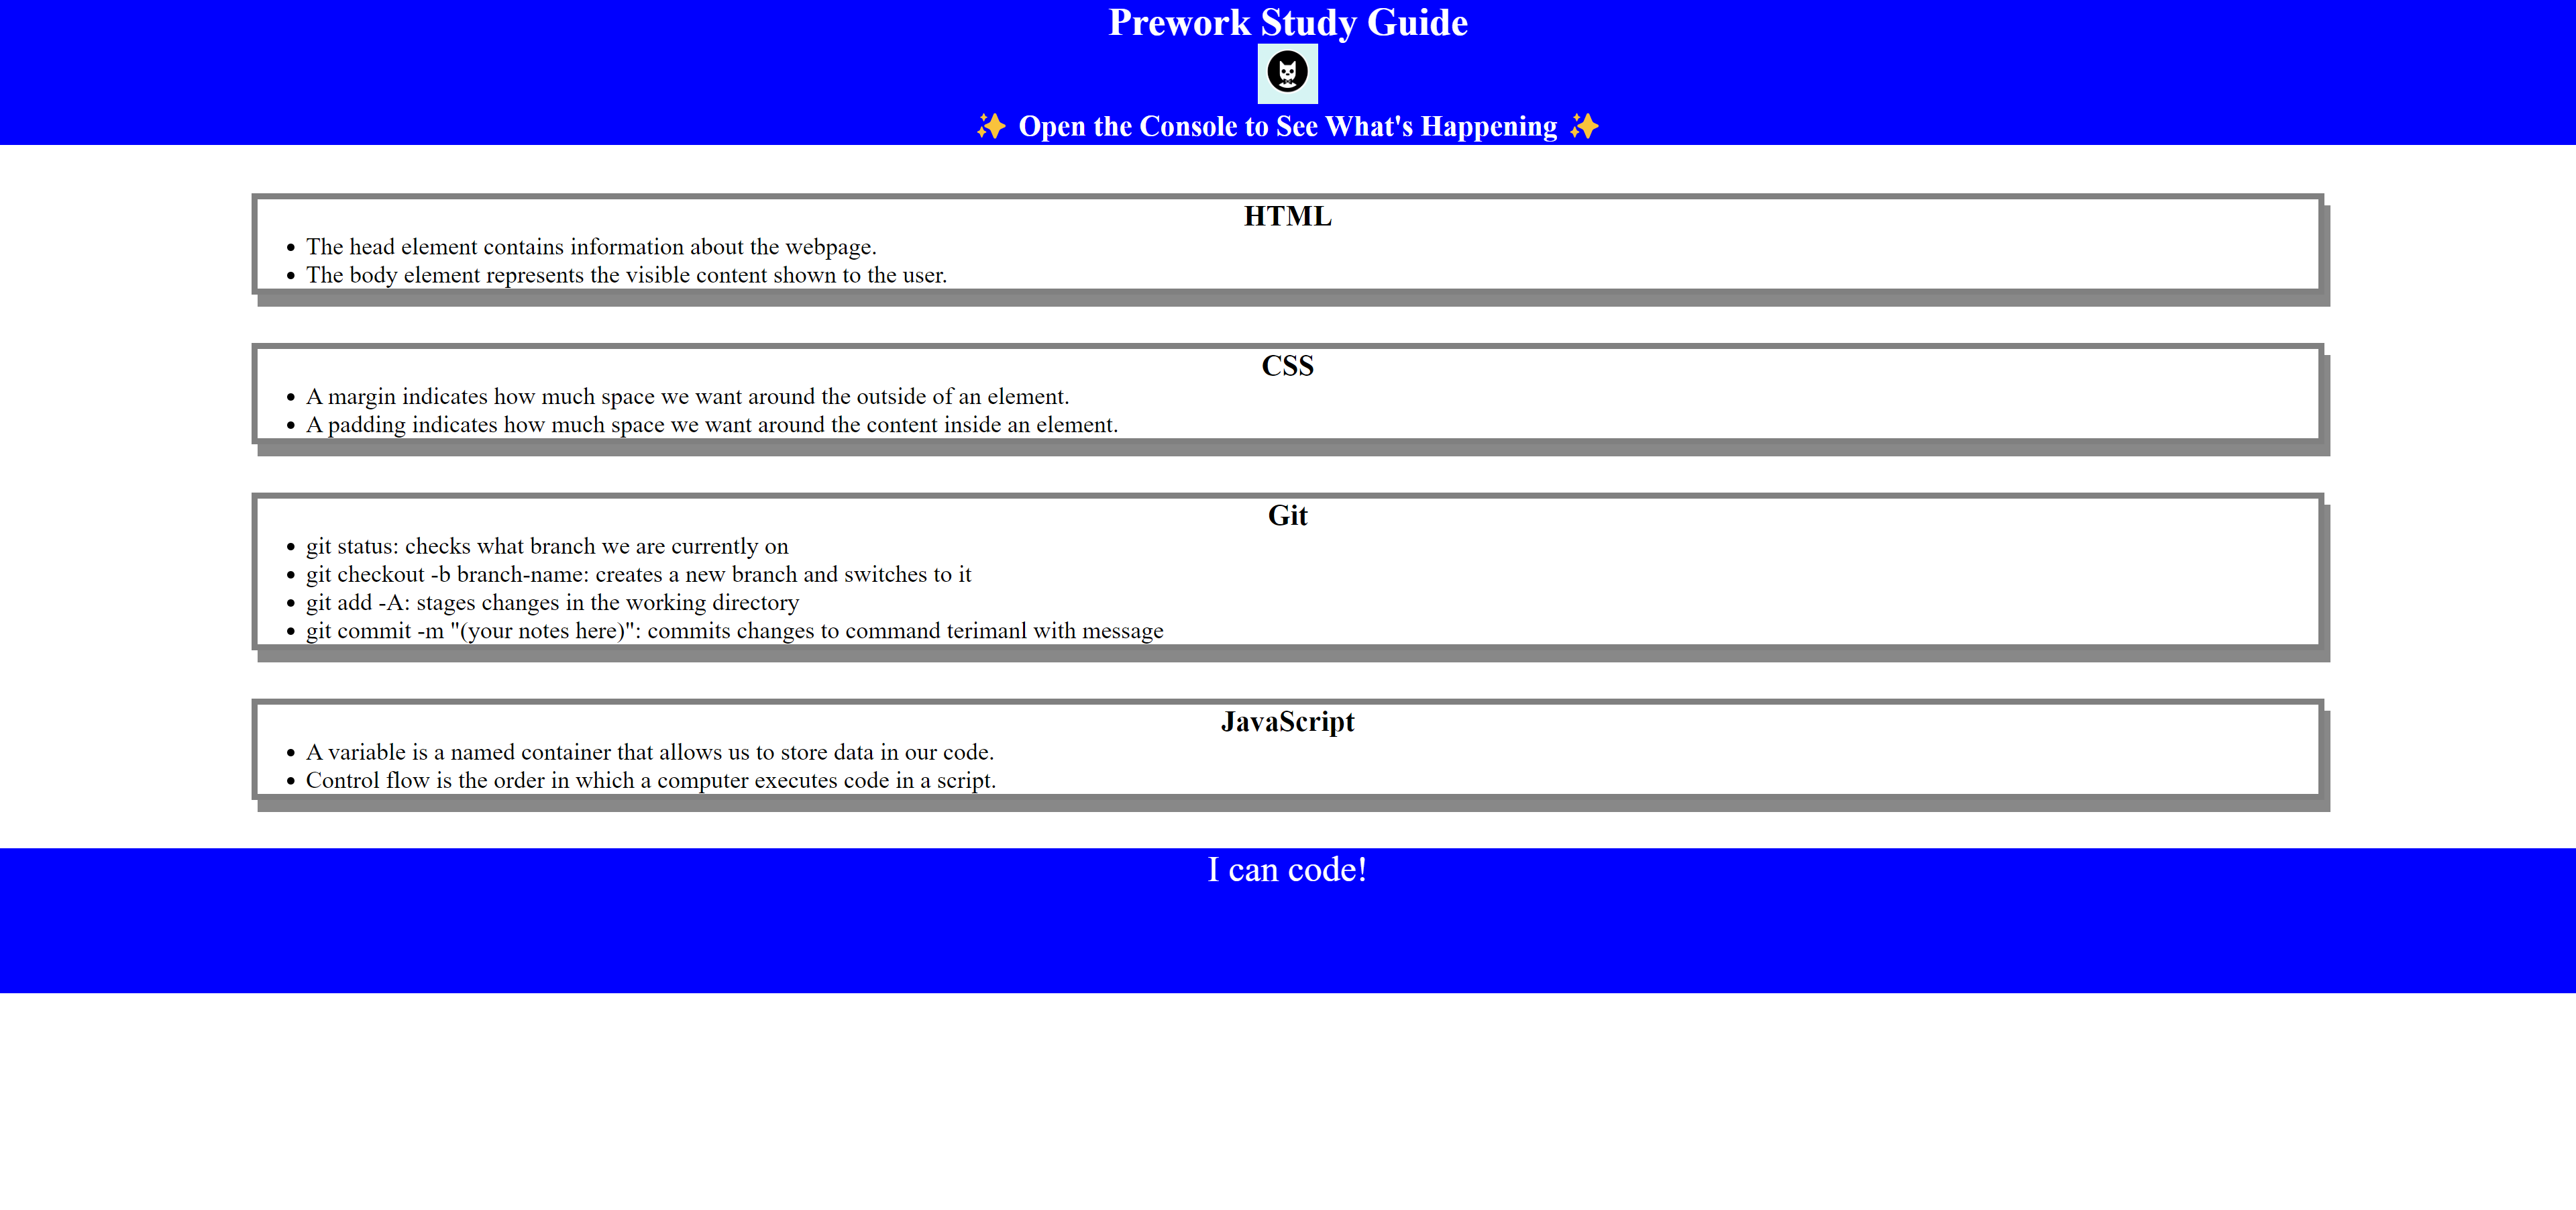 Prework Study Guide
✨ Open the Console to See What's Happening ✨
HTML
• The head element contains information about the webpage.
• The body element represents the visible content shown to the user.
CSS
• A margin indicates how much space we want around the outside of an element.
• A padding indicates how much space we want around the content inside an element.
Git
• git status: checks what branch we are currently on
• git checkout -b branch-name: creates a new branch and switches to it
• git add -A: stages changes in the working directory
• git commit -m "(your notes here)": commits changes to command terimanl with message
JavaScript
• A variable is a named container that allows us to store data in our code.
• Control flow is the order in which a computer executes code in a script.
I can code!